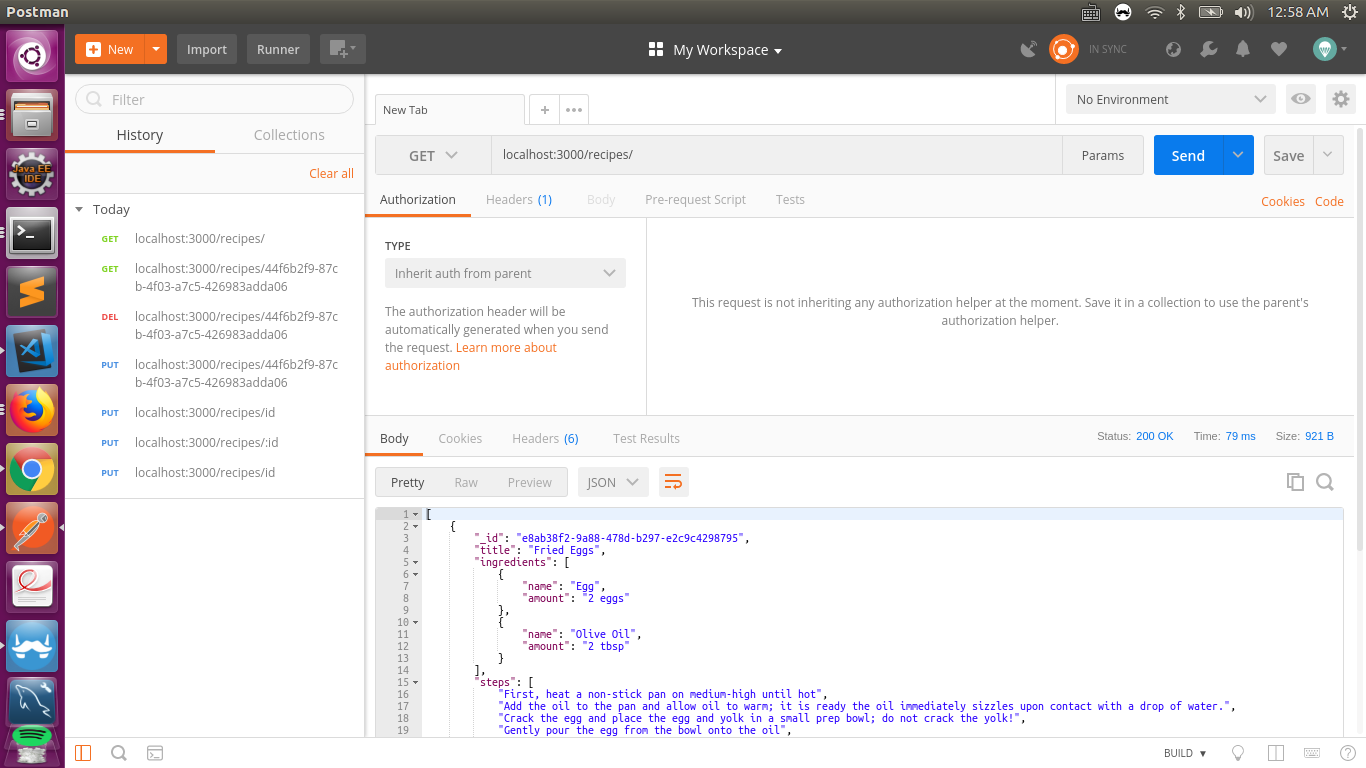 Postman
12:58 AM
New
Import
Runner
My Workspace
IN SYNC
Filter
History
Collections
Clear all
Today
GET localhost:3000/recipes/
GET localhost:3000/recipes/44f6b2f9-87c
b-4f03-a7c5-426983adda06
DEL localhost:3000/recipes/44f6b2f9-87c
b-4f03-a7c5-426983adda06
PUT localhost:3000/recipes/44f6b2f9-87c
b-4f03-a7c5-426983adda06
PUT localhost:3000/recipes/id
PUT localhost:3000/recipes/:id
PUT localhost:3000/recipes/id
New Tab
No Environment
GET localhost:3000/recipes/ Params Send Save
Authorization Headers (1) Body Pre-request Script Tests Cookies Code
TYPE
Inherit auth from parent
The authorization header will be
automatically generated when you send
the request. Learn more about
authorization
This request is not inheriting any authorization helper at the moment. Save it in a collection to use the parent's
authorization helper.
Body Cookies Headers (6) Test Results Status: 200 OK Time: 79 ms Size: 921 B
Pretty Raw Preview JSON
1 [
2 {
3 "_id": "e8ab38f2-9a88-478d-b297-e2c9c4298795",
4 "title": "Fried Eggs",
5 "ingredients": [
6 {
7 "name": "Egg",
8 "amount": "2 eggs"
9 },
10 {
11 "name": "Olive Oil",
12 "amount": "2 tbsp"
13 }
14 ],
15 "steps": [
16 "First, heat a non-stick pan on medium-high until hot",
17 "Add the oil to the pan and allow oil to warm; it is ready the oil immediately sizzles upon contact with a drop of water.",
18 "Crack the egg and place the egg and yolk in a small prep bowl; do not crack the yolk!",
19 "Gently pour the egg from the bowl onto the oil",
BUILD
Java EE
IDE